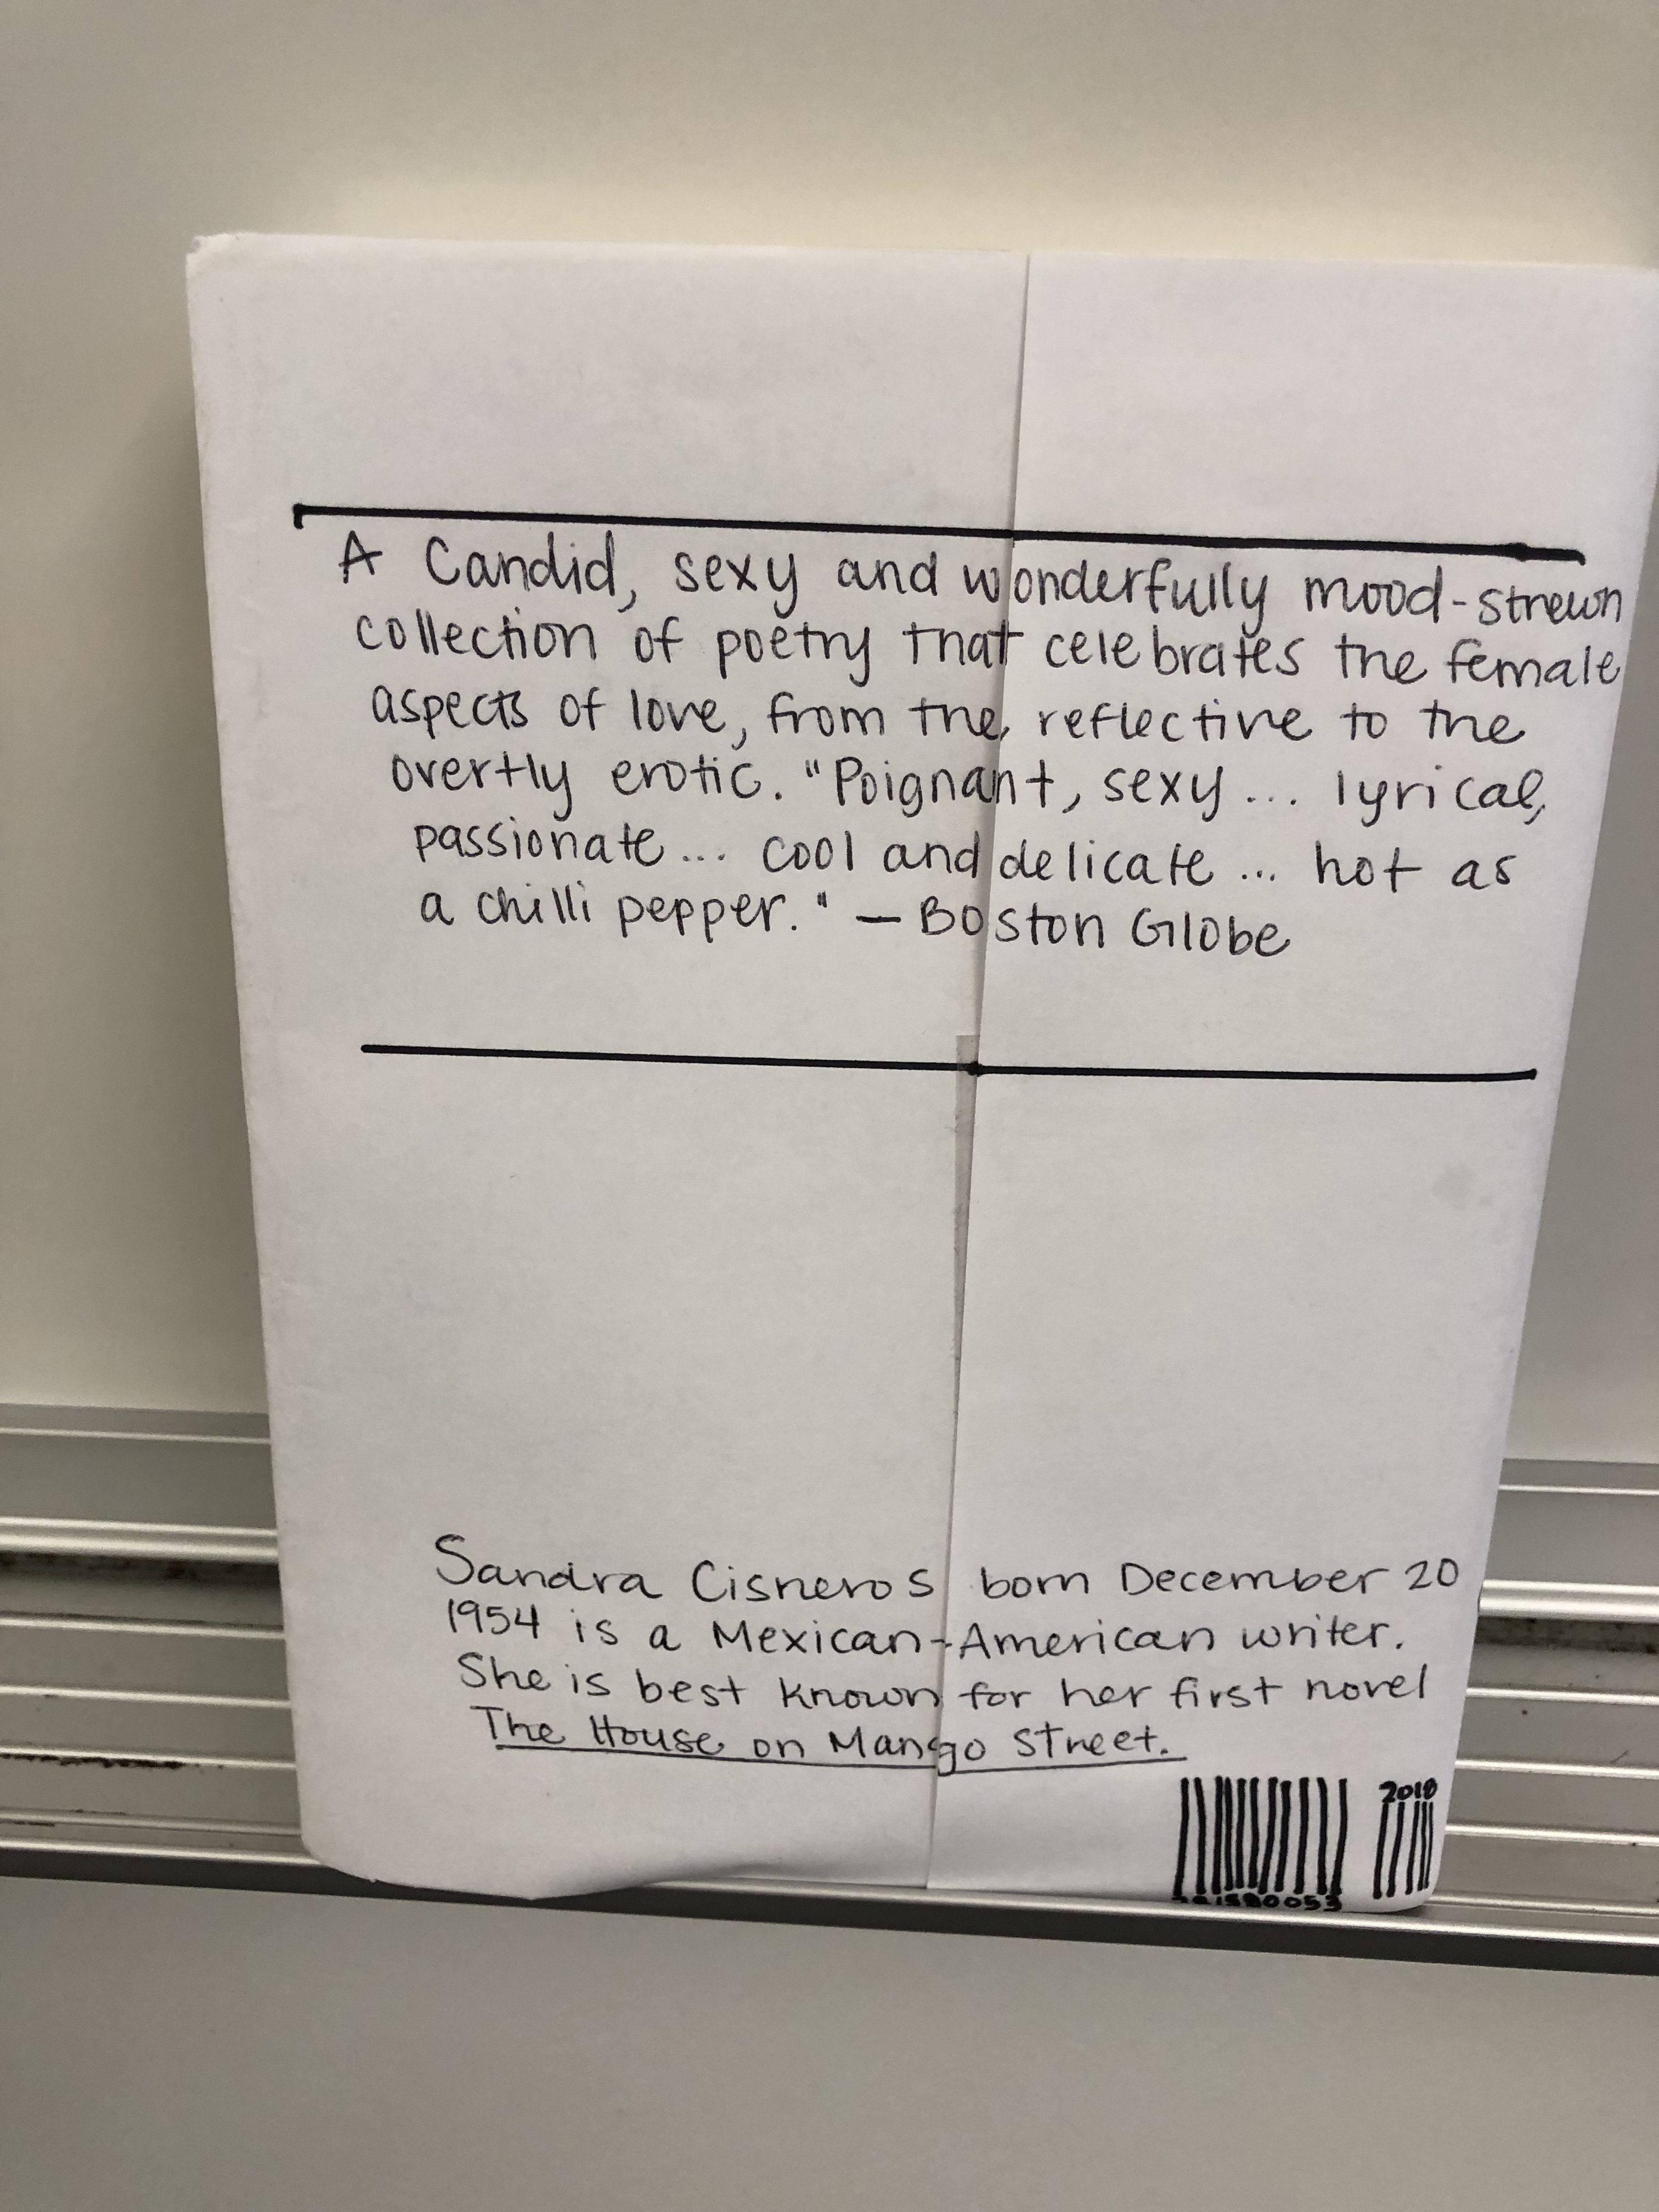 A Candid, sexy and wonderfully mood-strewn
collection of poetry that celebrates the female
aspects of love, from the reflective to the
overtly erotic. "Poignant, sexy... lyrical,
passionate... cool and delicate... hot as
a chilli pepper." — Boston Globe
Sandra Cisneros born December 20
1954 is a Mexican-American writer.
She is best known for her first novel
The House on Mango Street.
2018